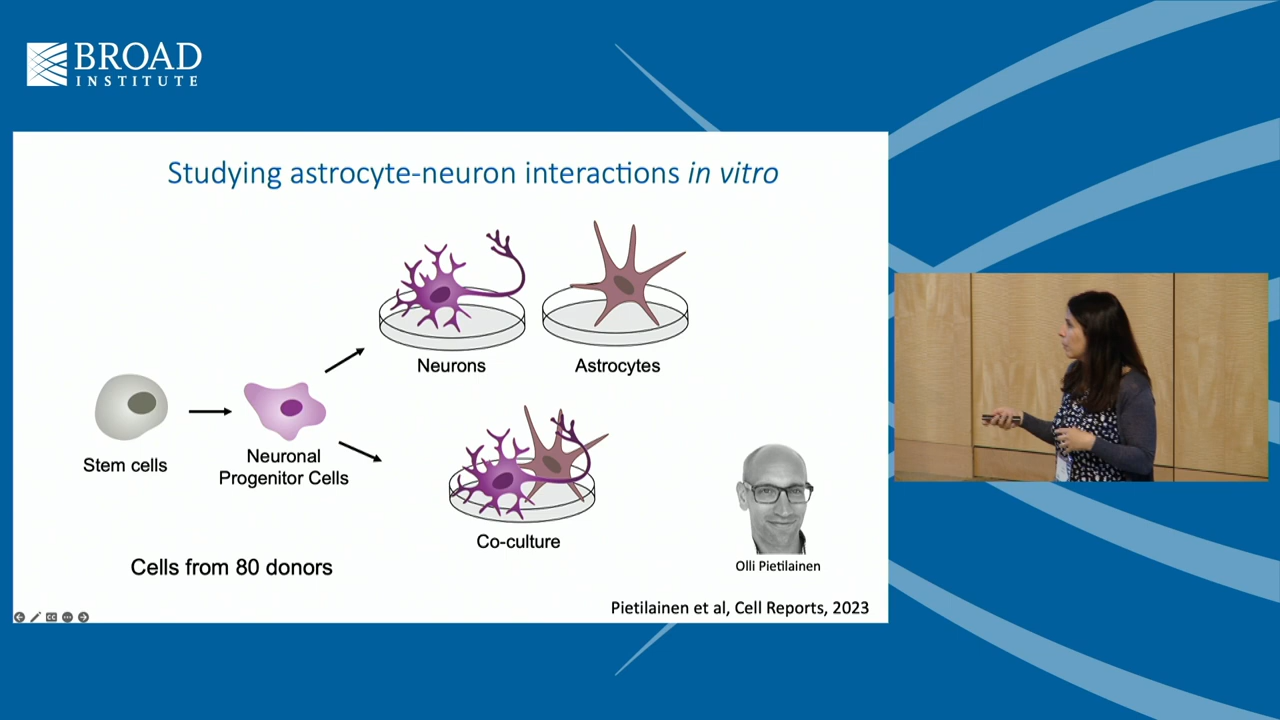 BROAD
INSTITUTE
Studying astrocyte-neuron interactions in vitro
Neurons
Astrocytes
Stem cells
Neuronal
Progenitor Cells
Co-culture
Cells from 80 donors
Olli Pietilainen
Pietilainen et al, Cell Reports, 2023